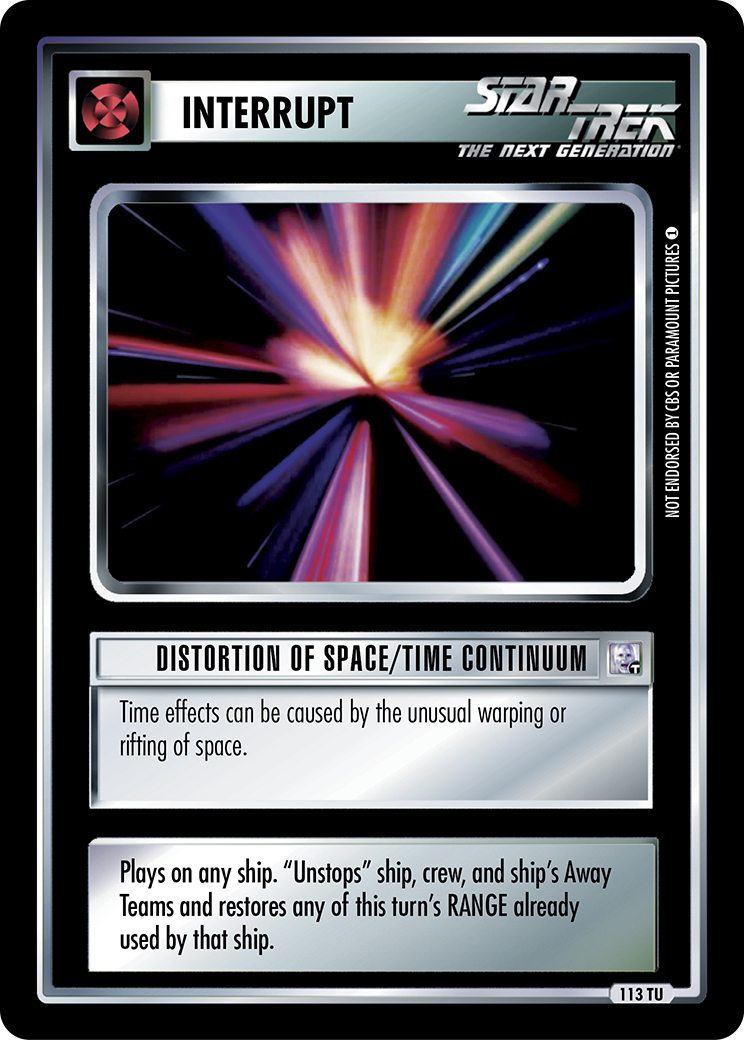 INTERRUPT
STAR TREK
THE NEXT GENERATION
NOT ENDORSED BY CBS OR PARAMOUNT PICTURES 1
DISTORTION OF SPACE/TIME CONTINUUM
T
Time effects can be caused by the unusual warping or
rifting of space.
Plays on any ship. “Unstops” ship, crew, and ship’s Away
Teams and restores any of this turn’s RANGE already
used by that ship.
113 TU